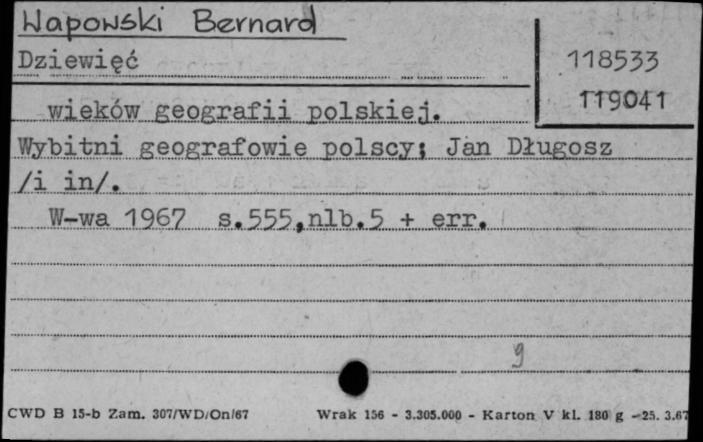 Wapowski Bernard
Dziewięć
118533
119041
wieków geografii polskiej.
Wybitni geografowie polscy; Jan Długosz
/i in/.
W-wa 1967 s.555,nlb.5 + err.
9
CWD B 15-b Zam. 307/WD/On/67 Wrak 156 - 3.305.000 - Karton V kl. 180 g - 25. 3.67